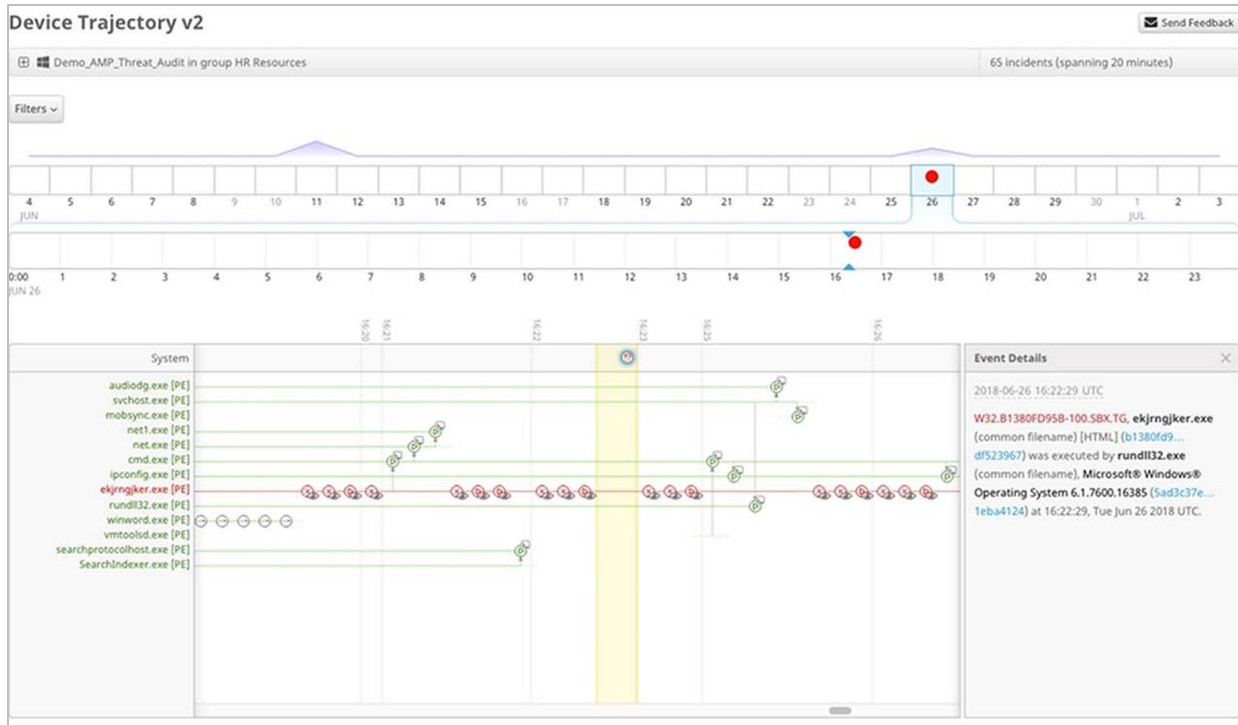 Device Trajectory v2
Send Feedback
Demo_AMP_Threat_Audit in group HR Resources
65 incidents (spanning 20 minutes)
Filters
4 5 6 7 8 9 10 11 12 13 14 15 16 17 18 19 20 21 22 23 24 25 26 27 28 29 30 1 2 3
JUN JUL
0:00 1 2 3 4 5 6 7 8 9 10 11 12 13 14 15 16 17 18 19 20 21 22 23
JUN 26
16:20 16:21 16:22 16:23 16:25 16:26
System
audiodg.exe [PE]
svchost.exe [PE]
mobsync.exe [PE]
net1.exe [PE]
net.exe [PE]
cmd.exe [PE]
ipconfig.exe [PE]
ekjrngjker.exe [PE]
rundll32.exe [PE]
winword.exe [PE]
vmtoolsd.exe [PE]
searchprotocolhost.exe [PE]
SearchIndexer.exe [PE]
Event Details
2018-06-26 16:22:29 UTC
W32.B1380FD95B-100.SBX.TG, ekjrngjker.exe
(common filename) [HTML] (b1380fd9...
df523967) was executed by rundll32.exe
(common filename), Microsoft® Windows®
Operating System 6.1.7600.16385 (5ad3c37e...
1eba4124) at 16:22:29, Tue Jun 26 2018 UTC.